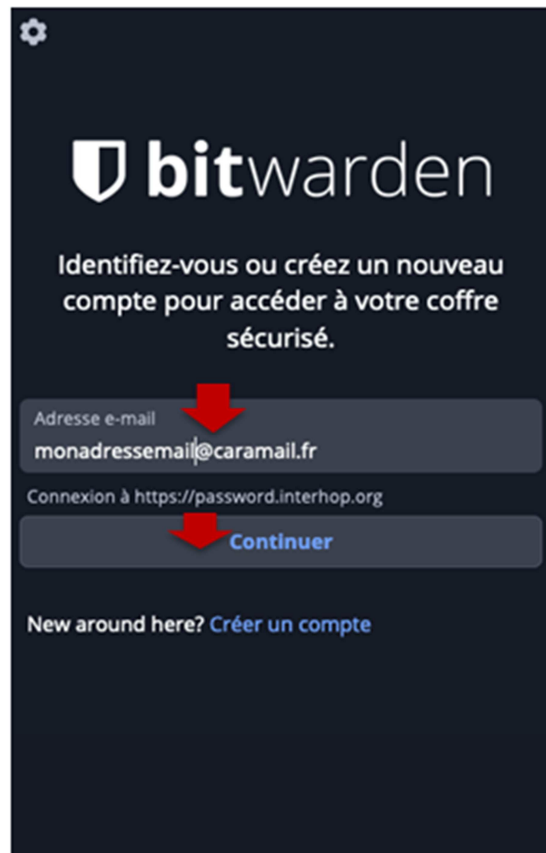 bitwarden
Identifiez-vous ou créez un nouveau
compte pour accéder à votre coffre
sécurisé.
Adresse e-mail
monadressemail@caramail.fr
Connexion à https://password.interhop.org
Continuer
New around here? Créer un compte